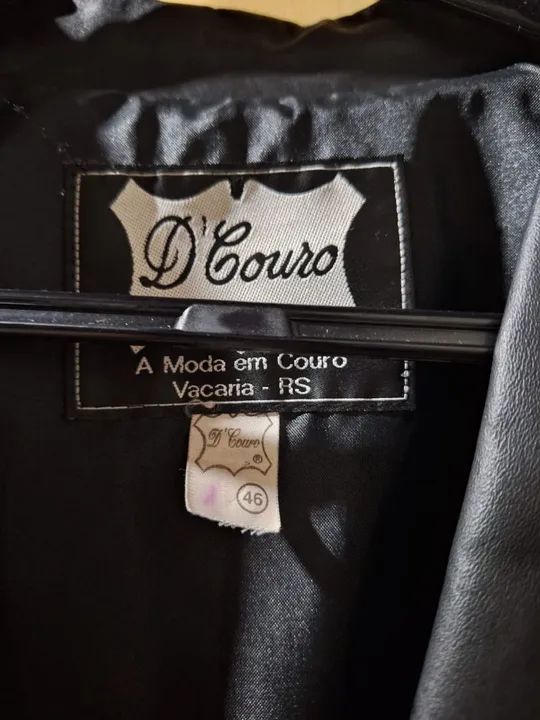 D'Couro
A Moda em Couro
Vacaria - RS
D'Couro
®
46